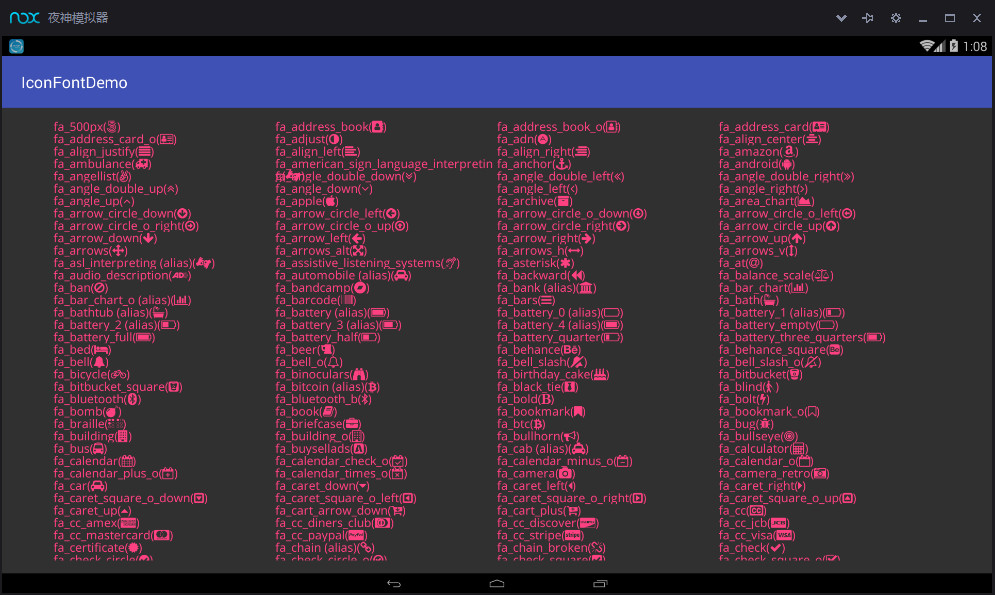 nox 夜神模拟器
1:08
IconFontDemo
fa_500px() fa_address_book() fa_address_book_o() fa_address_card()
fa_address_card_o() fa_adjust() fa_adn() fa_align_center()
fa_align_justify() fa_align_left() fa_align_right() fa_amazon()
fa_ambulance() fa_american_sign_language_interpretin fa_anchor() fa_android()
fa_angellist() fa_angle_double_down() fa_angle_double_left() fa_angle_double_right()
fa_angle_double_up() fa_angle_down() fa_angle_left() fa_angle_right()
fa_angle_up() fa_apple() fa_archive() fa_area_chart()
fa_arrow_circle_down() fa_arrow_circle_left() fa_arrow_circle_o_down() fa_arrow_circle_o_left()
fa_arrow_circle_o_right() fa_arrow_circle_o_up() fa_arrow_circle_right() fa_arrow_circle_up()
fa_arrow_down() fa_arrow_left() fa_arrow_right() fa_arrow_up()
fa_arrows() fa_arrows_alt() fa_arrows_h() fa_arrows_v()
fa_asl_interpreting (alias)() fa_assistive_listening_systems() fa_asterisk() fa_at()
fa_audio_description() fa_automobile (alias)() fa_backward() fa_balance_scale()
fa_ban() fa_bandcamp() fa_bank (alias)() fa_bar_chart()
fa_bar_chart_o (alias)() fa_barcode() fa_bars() fa_bath()
fa_bathtub (alias)() fa_battery (alias)() fa_battery_0 (alias)() fa_battery_1 (alias)()
fa_battery_2 (alias)() fa_battery_3 (alias)() fa_battery_4 (alias)() fa_battery_empty()
fa_battery_full() fa_battery_half() fa_battery_quarter() fa_battery_three_quarters()
fa_bed() fa_beer() fa_behance() fa_behance_square()
fa_bell() fa_bell_o() fa_bell_slash() fa_bell_slash_o()
fa_bicycle() fa_binoculars() fa_birthday_cake() fa_bitbucket()
fa_bitbucket_square() fa_bitcoin (alias)() fa_black_tie() fa_blind()
fa_bluetooth() fa_bluetooth_b() fa_bold() fa_bolt()
fa_bomb() fa_book() fa_bookmark() fa_bookmark_o()
fa_braille() fa_briefcase() fa_btc() fa_bug()
fa_building() fa_building_o() fa_bullhorn() fa_bullseye()
fa_bus() fa_buysellads() fa_cab (alias)() fa_calculator()
fa_calendar() fa_calendar_check_o() fa_calendar_minus_o() fa_calendar_o()
fa_calendar_plus_o() fa_calendar_times_o() fa_camera() fa_camera_retro()
fa_car() fa_caret_down() fa_caret_left() fa_caret_right()
fa_caret_square_o_down() fa_caret_square_o_left() fa_caret_square_o_right() fa_caret_square_o_up()
fa_caret_up() fa_cart_arrow_down() fa_cart_plus() fa_cc()
fa_cc_amex() fa_cc_diners_club() fa_cc_discover() fa_cc_jcb()
fa_cc_mastercard() fa_cc_paypal() fa_cc_stripe() fa_cc_visa()
fa_certificate() fa_chain (alias)() fa_chain_broken() fa_check()
fa_check_circle() fa_check_circle_o() fa_check_square() fa_check_square_o()